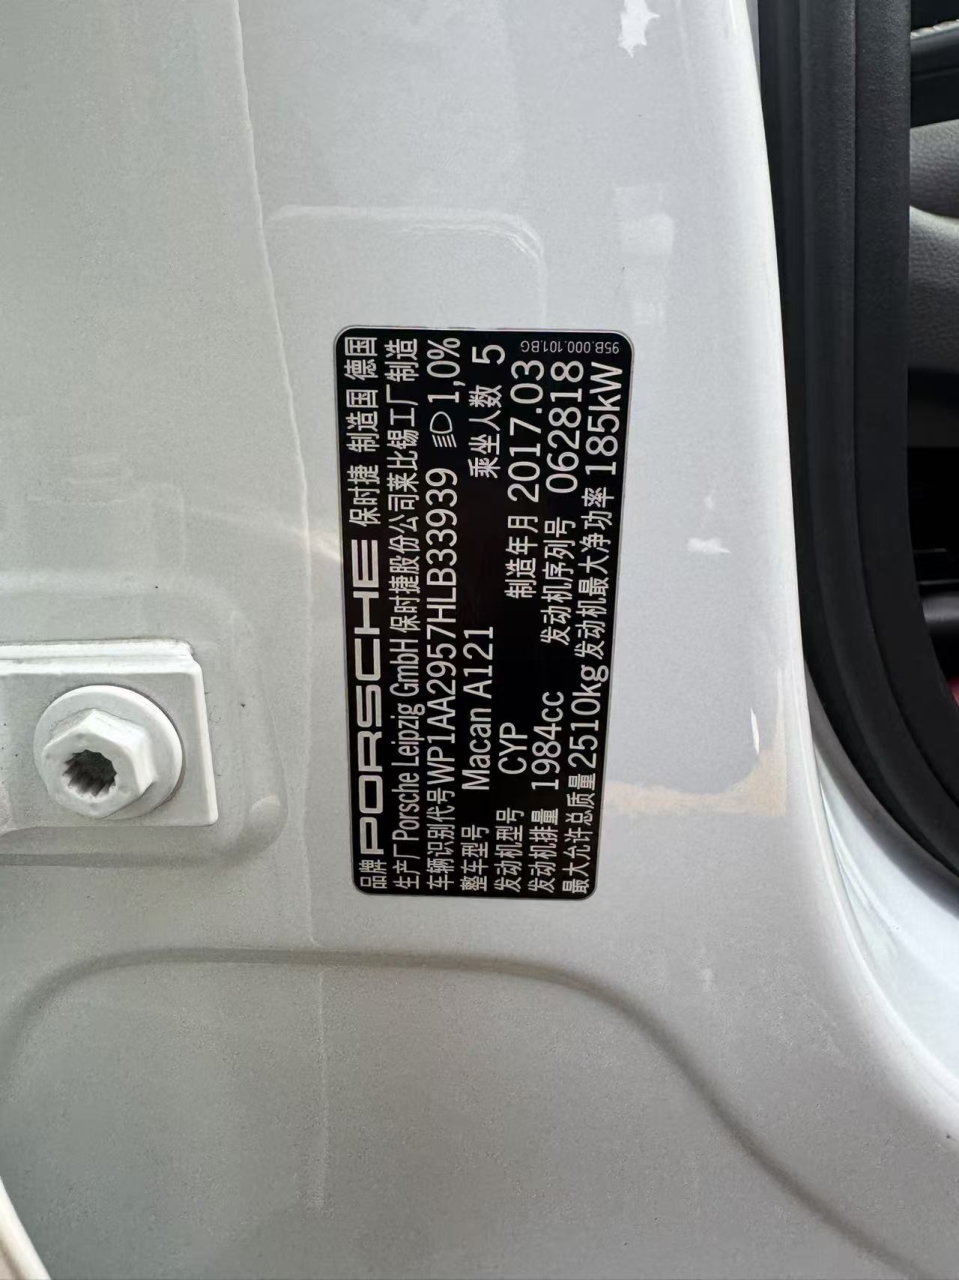 品牌 PORSCHE 保时捷 制造国 德国
生产厂 Porsche Leipzig GmbH 保时捷股份公司莱比锡工厂制造
车辆识别代号 WP1AA2957HLB33939 1,0%
整车型号 Macan A121 乘坐人数 5
发动机型号 CYP 制造年月 2017.03
发动机排量 1984cc 发动机序列号 062818
最大允许总质量 2510kg 发动机最大净功率 185kW
95B.000.101.BG